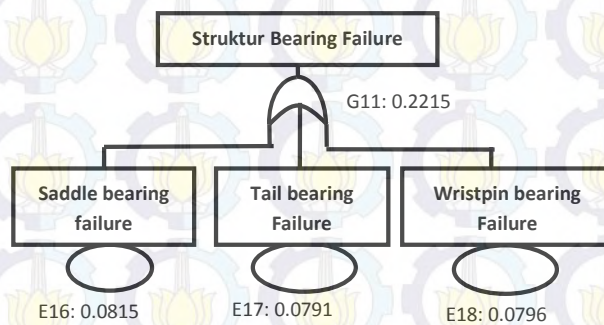 Struktur Bearing Failure
G11: 0.2215
Saddle bearing
failure
Tail bearing
Failure
Wristpin bearing
Failure
E16: 0.0815
E17: 0.0791
E18: 0.0796